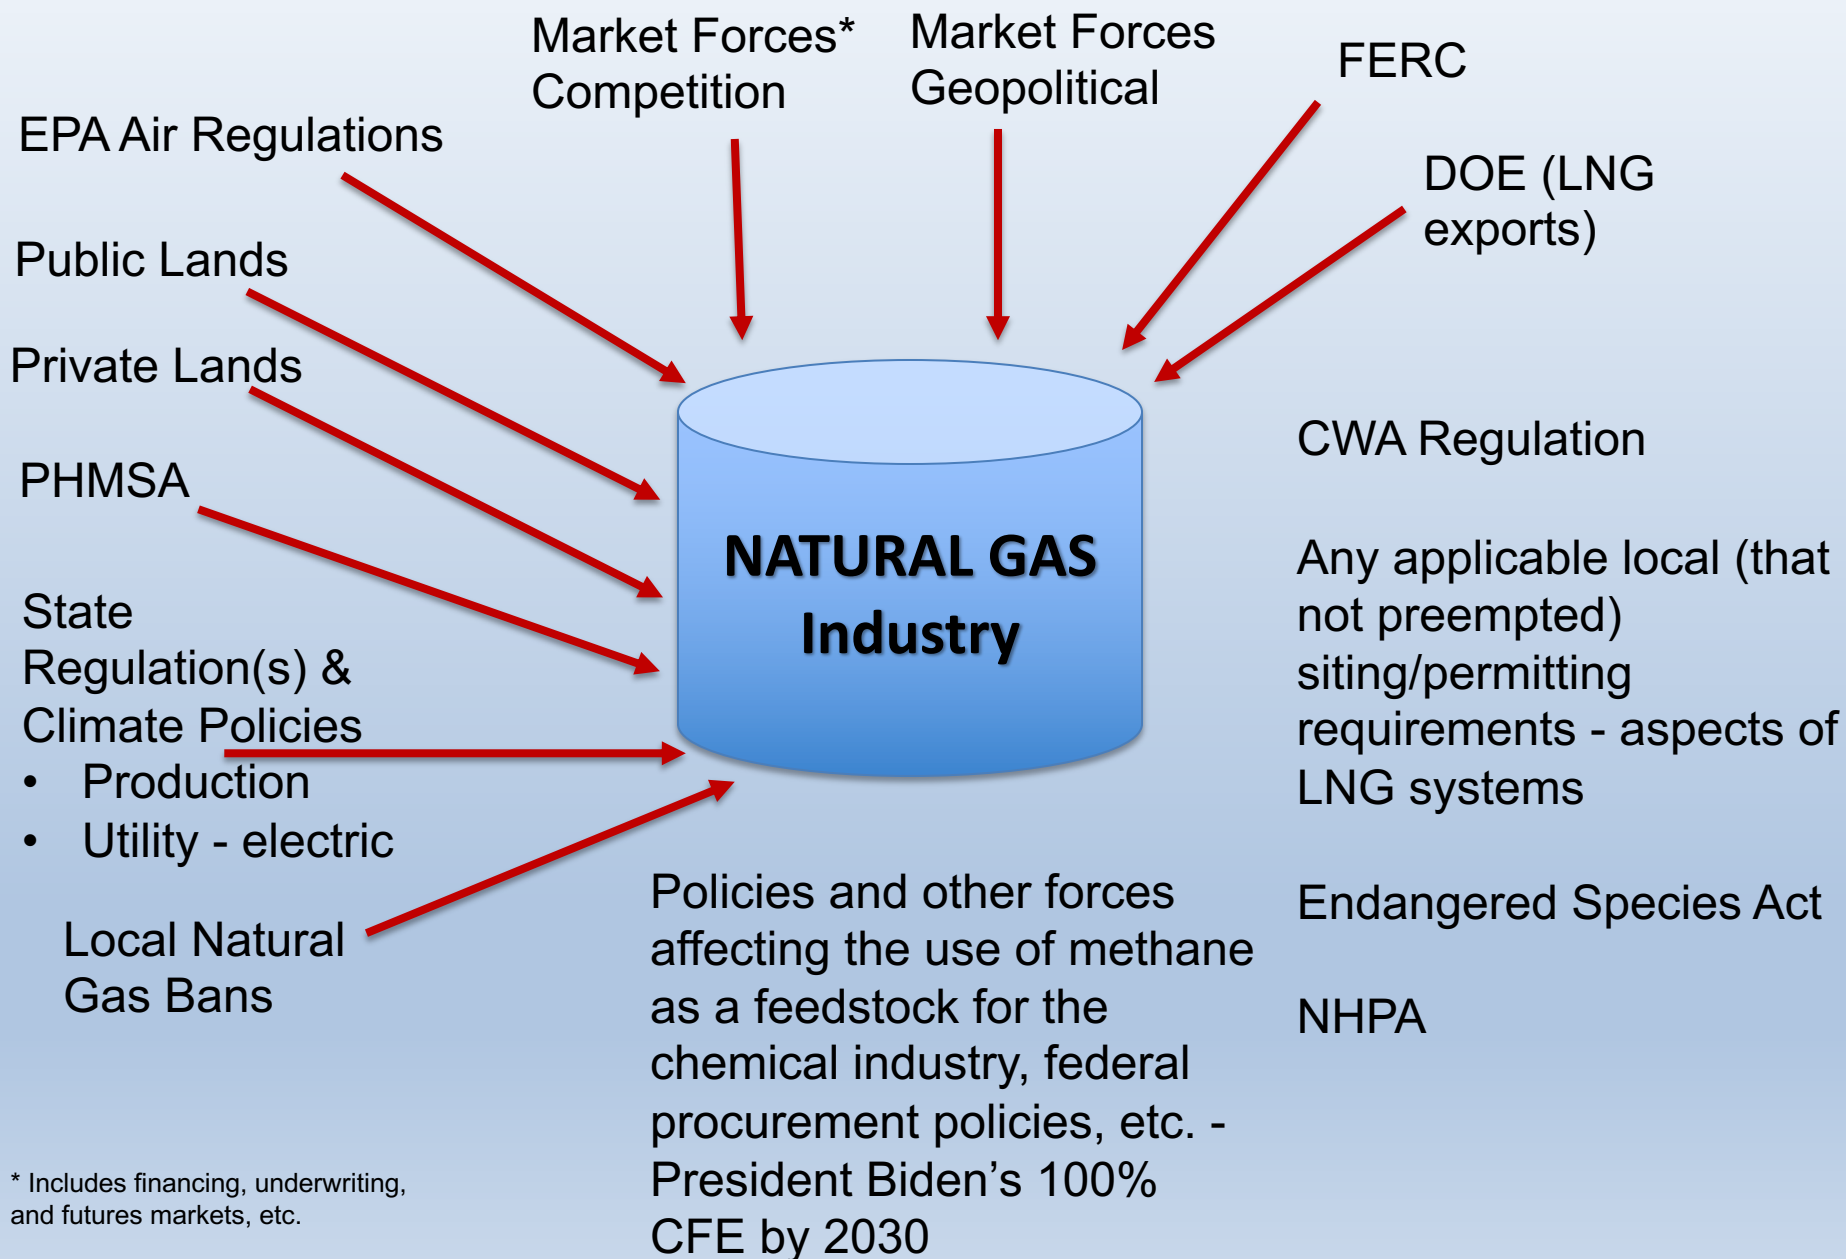 Market Forces*
Competition
Market Forces
Geopolitical
FERC
EPA Air Regulations
DOE (LNG
exports)
Public Lands
Private Lands
PHMSA
State
Regulation(s) &
Climate Policies
• Production
• Utility - electric
Local Natural
Gas Bans
NATURAL GAS
Industry
CWA Regulation
Any applicable local (that
not preempted)
siting/permitting
requirements - aspects of
LNG systems
Endangered Species Act
NHPA
Policies and other forces
affecting the use of methane
as a feedstock for the
chemical industry, federal
procurement policies, etc. -
President Biden’s 100%
CFE by 2030
* Includes financing, underwriting,
and futures markets, etc.